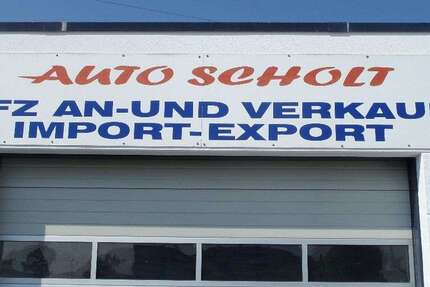 AUTO SCHOLT
FZ AN-UND VERKAU
IMPORT-EXPORT